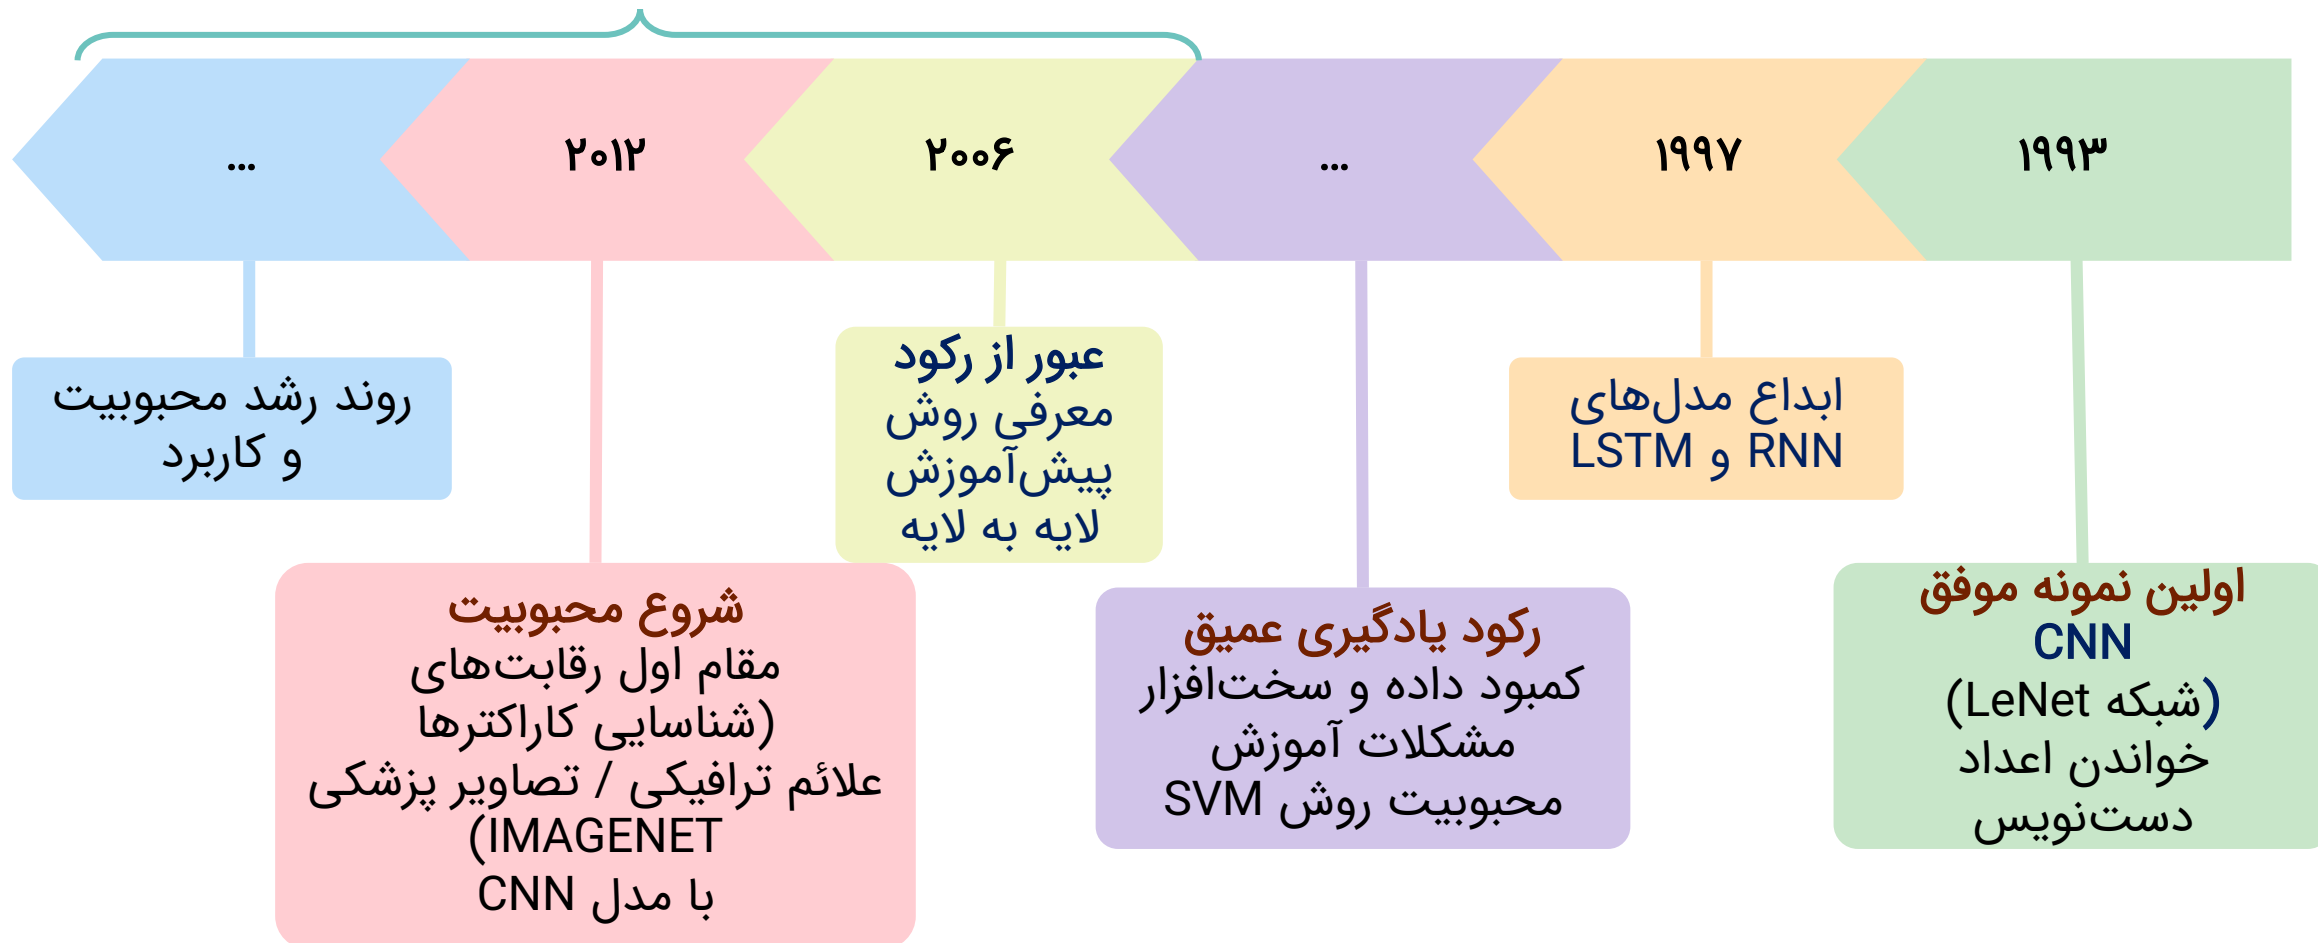 ۱۹۹۳
۱۹۹۷
...
۲۰۰۶
۲۰۱۲
...
اولین نمونه موفق
CNN
(شبکه LeNet)
خواندن اعداد
دست‌نویس
ابداع مدل‌های
RNN و LSTM
رکود یادگیری عمیق
کمبود داده و سخت‌افزار
مشکلات آموزش
محبوبیت روش SVM
عبور از رکود
معرفی روش
پیش‌آموزش
لایه به لایه
شروع محبوبیت
مقام اول رقابت‌های
(شناسایی کاراکترها
علائم ترافیکی / تصاویر پزشکی
IMAGENET)
با مدل CNN
روند رشد محبوبیت
و کاربرد